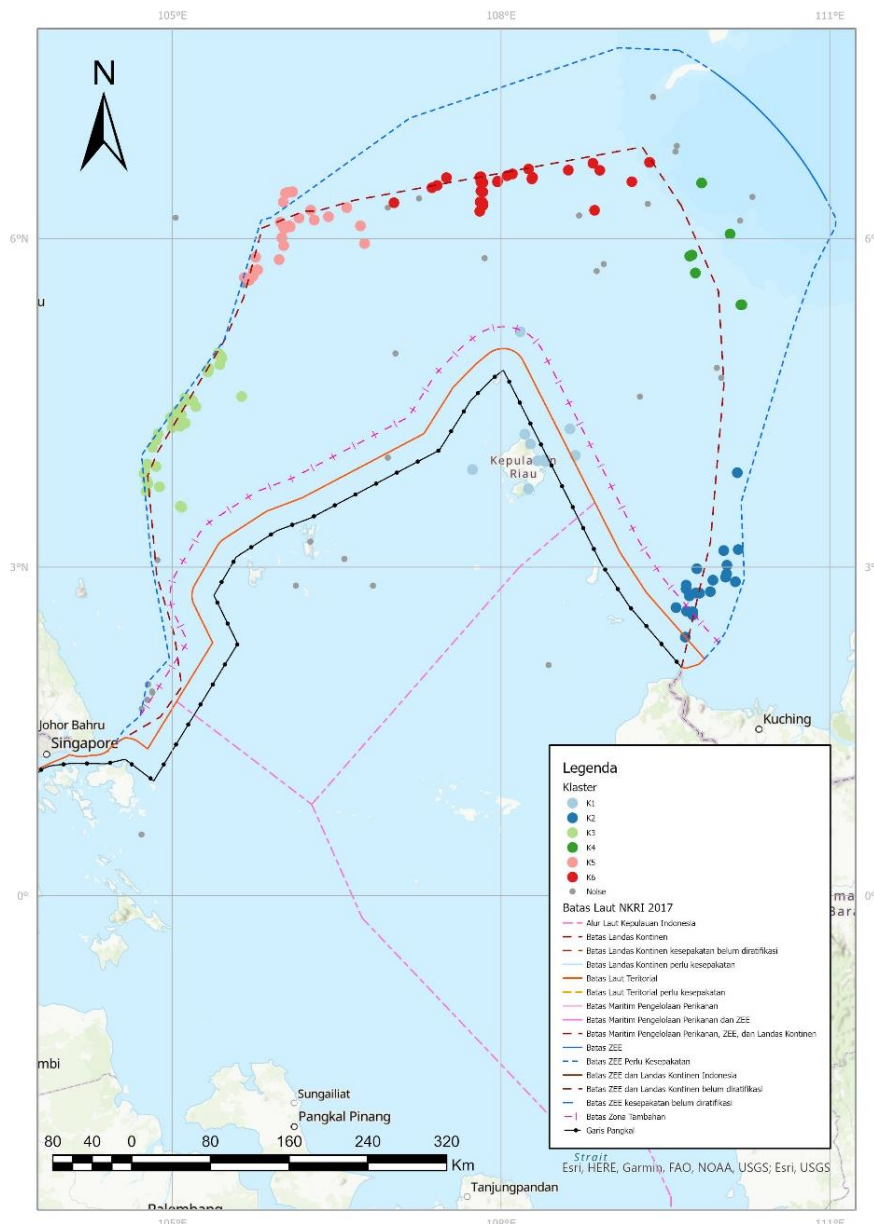 105°E
108°E
111°E
N
6°N
u
Kepulauan
Riau
3°N
Johor Bahru
Singapore
Kuching
0°
ma
Bara
mbi
Sungailiat
Pangkal Pinang
80 40 0 80 160 240 320
Km
Strait
Esri, HERE, Garmin, FAO, NOAA, USGS; Esri, USGS
Tanjungpandan
Palembang
105°E
108°E
111°E
Legenda
Klaster
K1
K2
K3
K4
K5
K6
Noise
Batas Laut NKRI 2017
Alur Laut Kepulauan Indonesia
Batas Landas Kontinen
Batas Landas Kontinen kesepakatan belum diratifikasi
Batas Landas Kontinen perlu kesepakatan
Batas Laut Teritorial
Batas Laut Teritorial perlu kesepakatan
Batas Maritim Pengelolaan Perikanan
Batas Maritim Pengelolaan Perikanan dan ZEE
Batas Maritim Pengelolaan Perikanan, ZEE, dan Landas Kontinen
Batas ZEE
Batas ZEE Perlu Kesepakatan
Batas ZEE dan Landas Kontinen Indonesia
Batas ZEE dan Landas Kontinen belum diratifikasi
Batas ZEE kesepakatan belum diratifikasi
Batas Zona Tambahan
Garis Pangkal